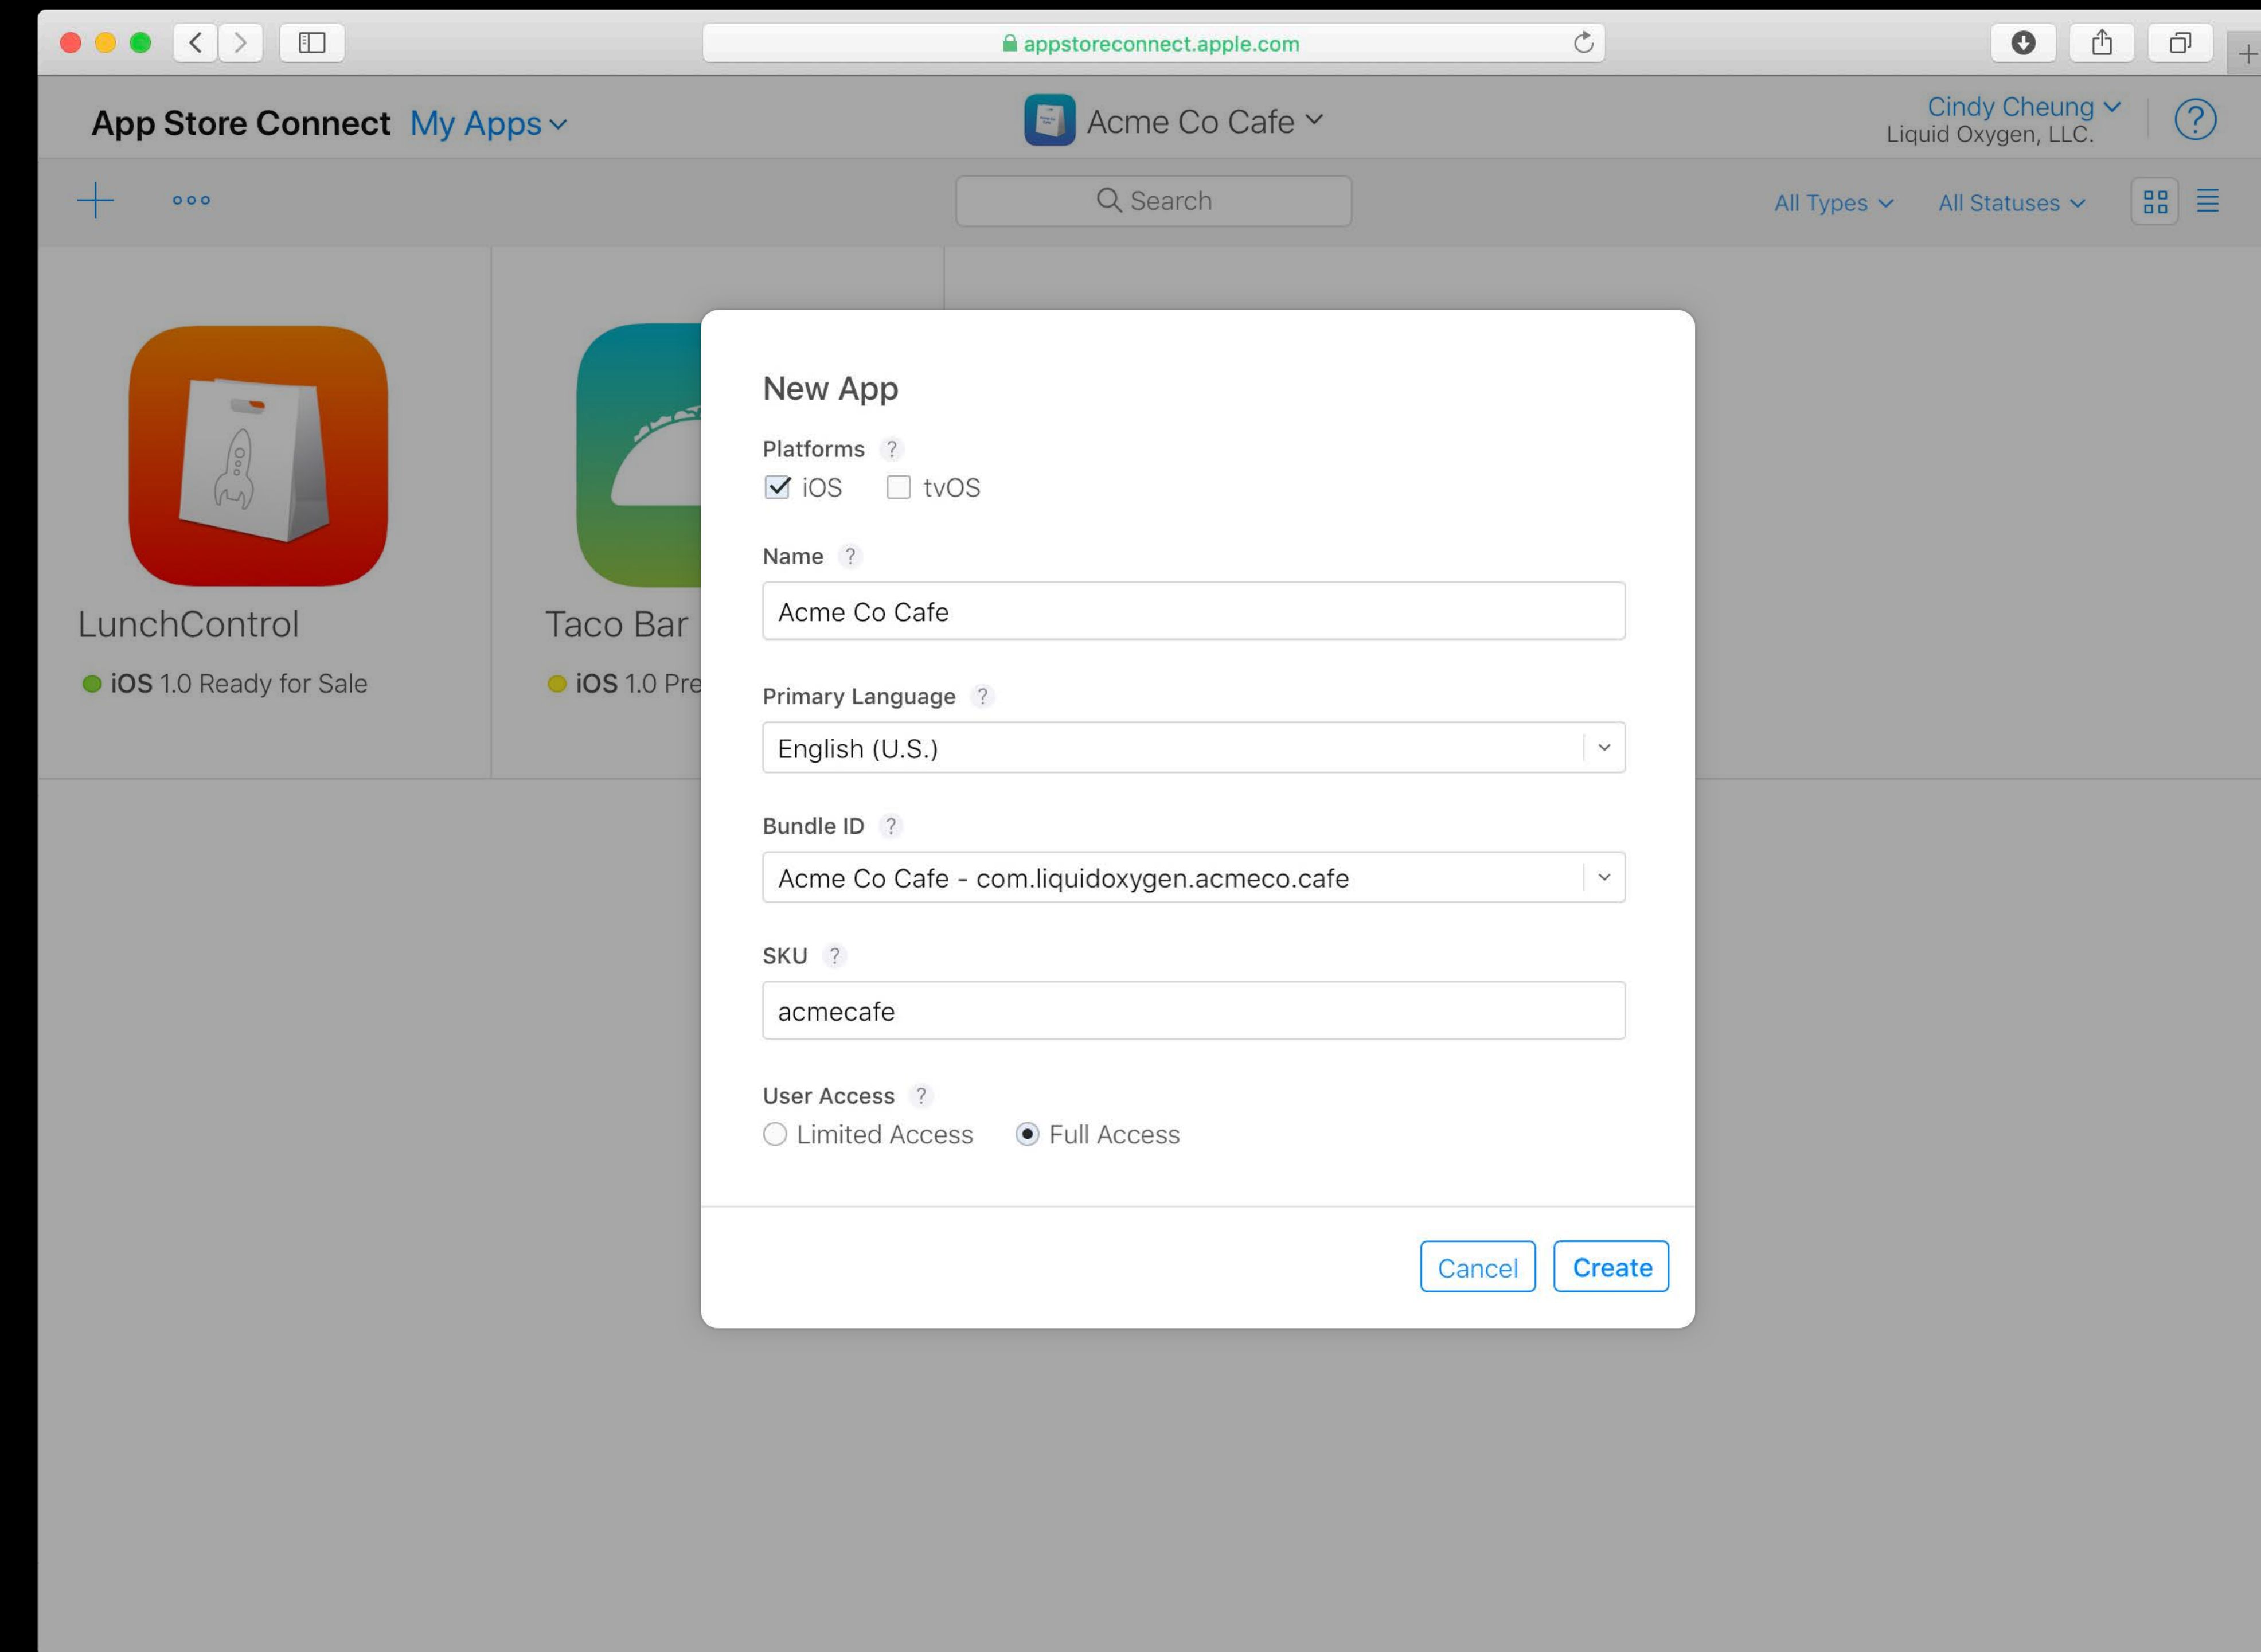 appstoreconnect.apple.com
App Store Connect My Apps
Acme Co Cafe
Cindy Cheung
Liquid Oxygen, LLC.
?
Search
All Types
All Statuses
LunchControl
iOS 1.0 Ready for Sale
Taco Bar
iOS 1.0 Pre
New App
Platforms ?
iOS tvOS
Name ?
Acme Co Cafe
Primary Language ?
English (U.S.)
Bundle ID ?
Acme Co Cafe - com.liquidoxygen.acmeco.cafe
SKU ?
acmecafe
User Access ?
Limited Access Full Access
Cancel Create